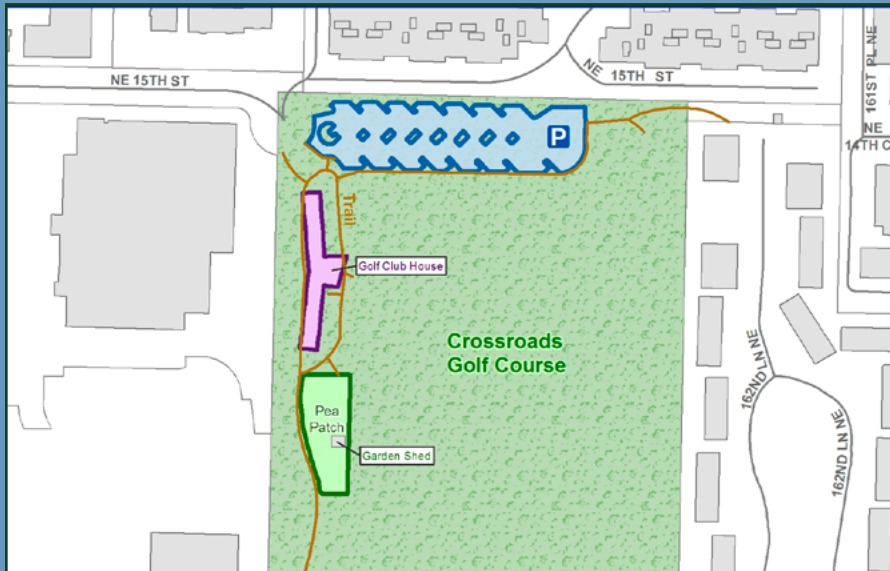 NE 15TH ST
NE 15TH ST
161ST PL NE
NE
14TH C
P
Trail
Golf Club House
Crossroads
Golf Course
Pea
Patch
Garden Shed
162ND LN NE
162ND LN NE